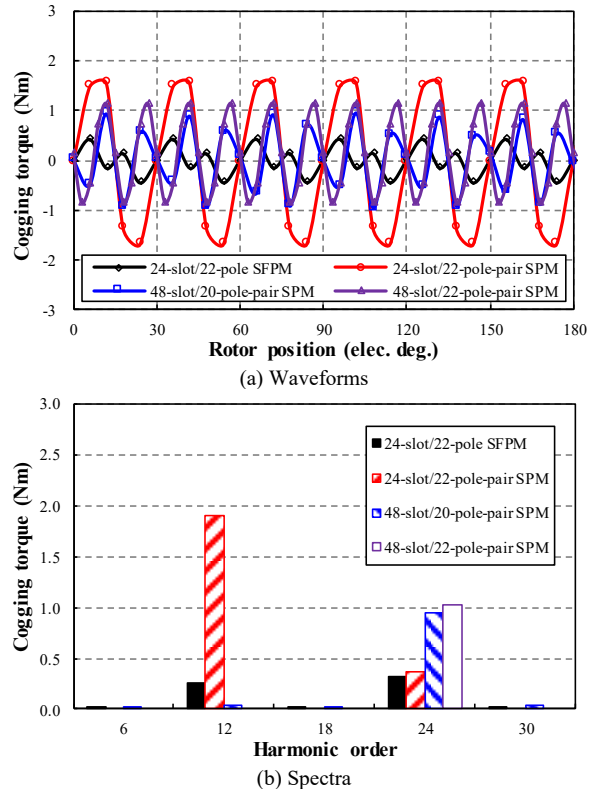 3
2
1
0
-1
-2
-3
Cogging torque (Nm)
24-slot/22-pole SFPM
24-slot/22-pole-pair SPM
48-slot/20-pole-pair SPM
48-slot/22-pole-pair SPM
0 30 60 90 120 150 180
Rotor position (elec. deg.)
(a) Waveforms
3.0
2.5
2.0
1.5
1.0
0.5
0.0
Cogging torque (Nm)
24-slot/22-pole SFPM
24-slot/22-pole-pair SPM
48-slot/20-pole-pair SPM
48-slot/22-pole-pair SPM
6 12 18 24 30
Harmonic order
(b) Spectra